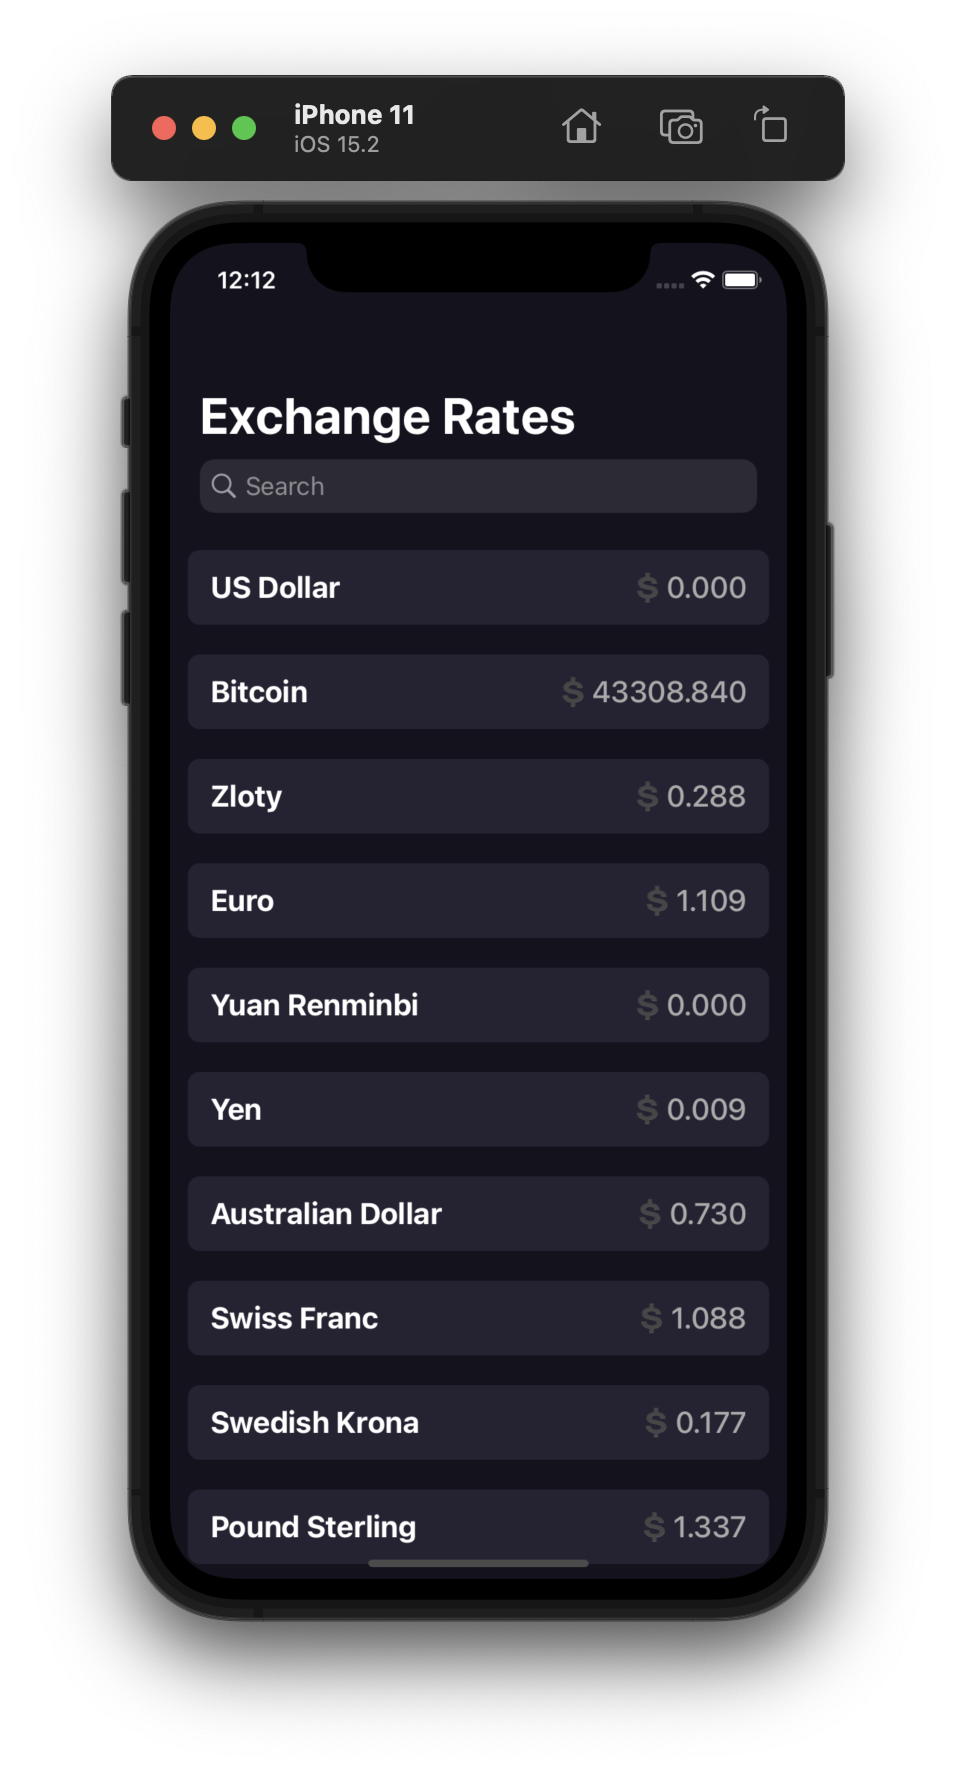 iPhone 11
iOS 15.2
12:12
Exchange Rates
Search
US Dollar $ 0.000
Bitcoin $ 43308.840
Zloty $ 0.288
Euro $ 1.109
Yuan Renminbi $ 0.000
Yen $ 0.009
Australian Dollar $ 0.730
Swiss Franc $ 1.088
Swedish Krona $ 0.177
Pound Sterling $ 1.337